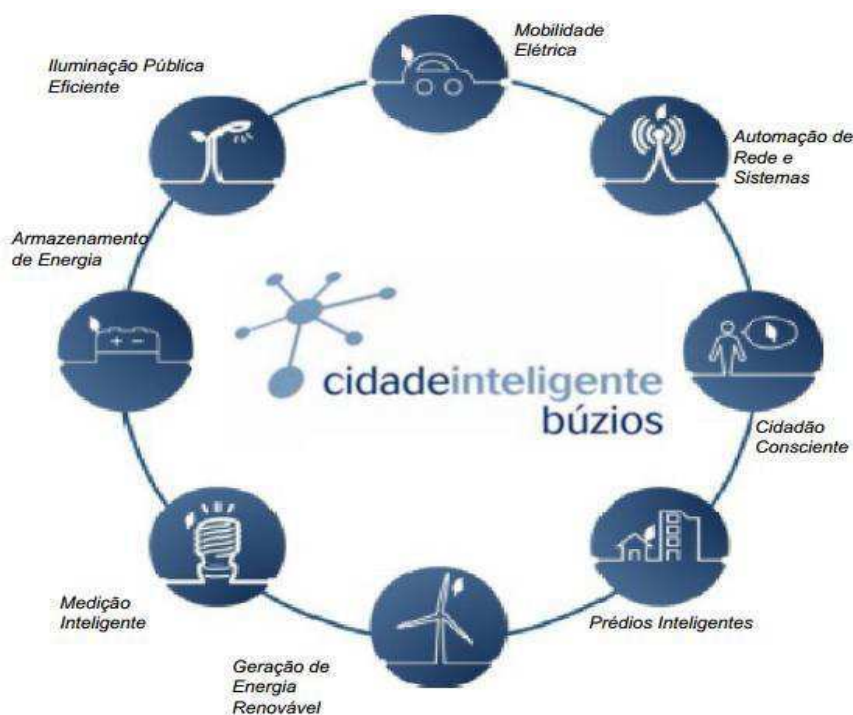 Mobilidade
Elétrica
Iluminação Pública
Eficiente
Automação de
Rede e
Sistemas
Armazenamento
de Energia
cidadeinteligente
búzios
Cidadão
Consciente
Medição
Inteligente
Prédios Inteligentes
Geração de
Energia
Renovável